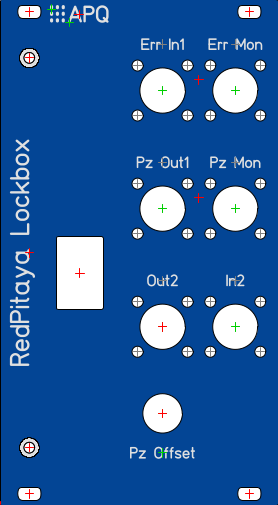 APQ
Err In1 Err Mon
Pz Out1 Pz Mon
RedPitaya Lockbox
Out2 In2
Pz Offset